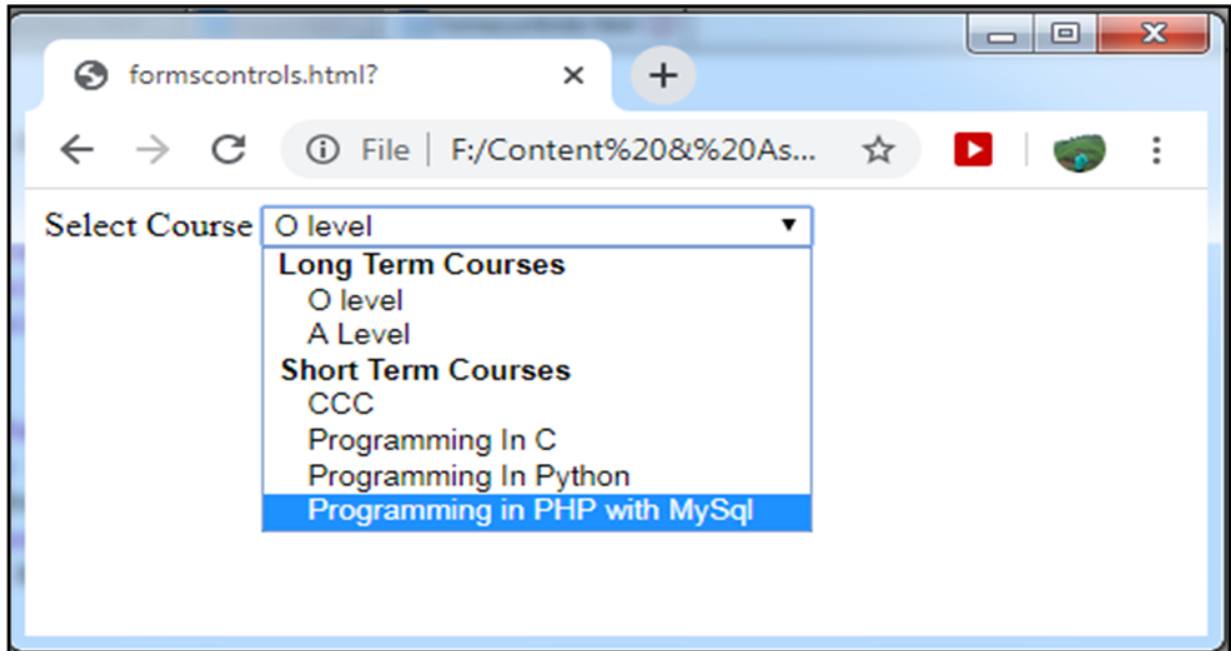 formscontrols.html?
File | F:/Content%20&%20As...
Select Course O level
Long Term Courses
O level
A Level
Short Term Courses
CCC
Programming In C
Programming In Python
Programming in PHP with MySql